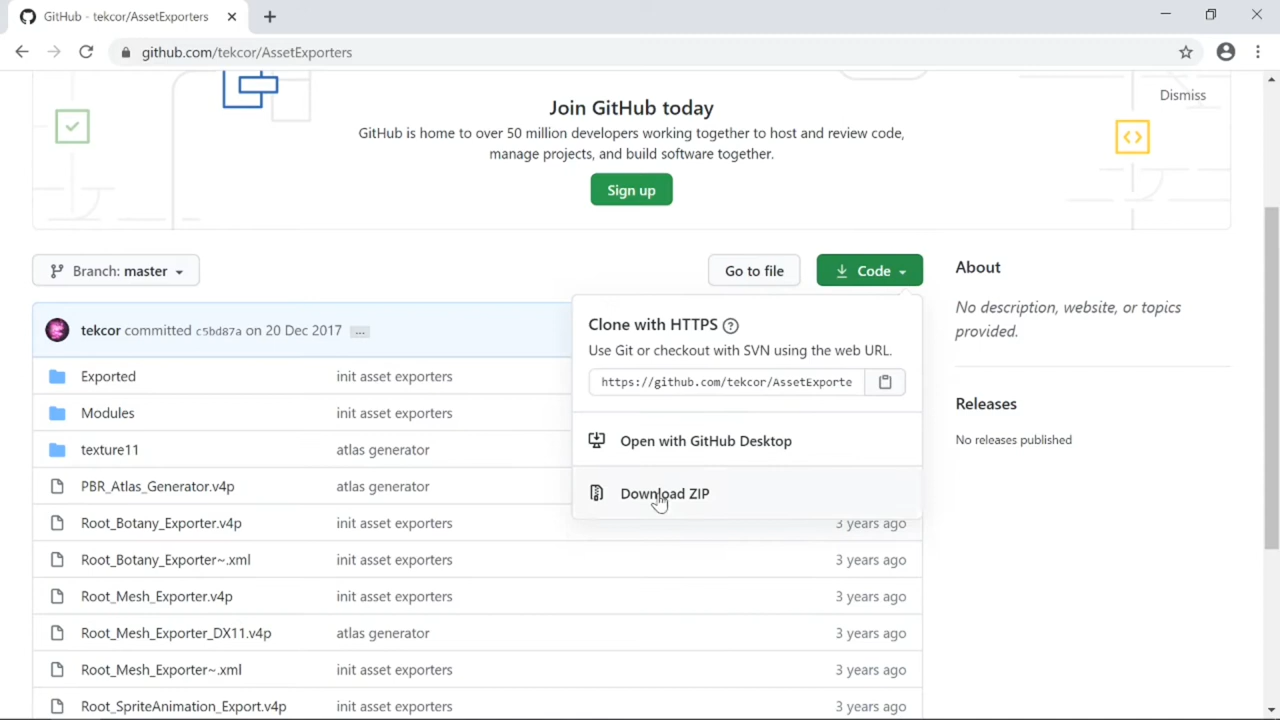 GitHub - tekcor/AssetExporters
github.com/tekcor/AssetExporters
Dismiss
Join GitHub today
GitHub is home to over 50 million developers working together to host and review code,
manage projects, and build software together.
Sign up
Branch: master
Go to file
Code
About
No description, website, or topics
provided.
tekcor committed c5bd87a on 20 Dec 2017 ...
Clone with HTTPS
Use Git or checkout with SVN using the web URL.
https://github.com/tekcor/AssetExporte
Open with GitHub Desktop
Download ZIP
Releases
No releases published
Exported init asset exporters
Modules init asset exporters
texture11 atlas generator
PBR_Atlas_Generator.v4p atlas generator
Root_Botany_Exporter.v4p init asset exporters 3 years ago
Root_Botany_Exporter~.xml init asset exporters 3 years ago
Root_Mesh_Exporter.v4p init asset exporters 3 years ago
Root_Mesh_Exporter_DX11.v4p atlas generator 3 years ago
Root_Mesh_Exporter~.xml init asset exporters 3 years ago
Root_SpriteAnimation_Export.v4p init asset exporters 3 years ago